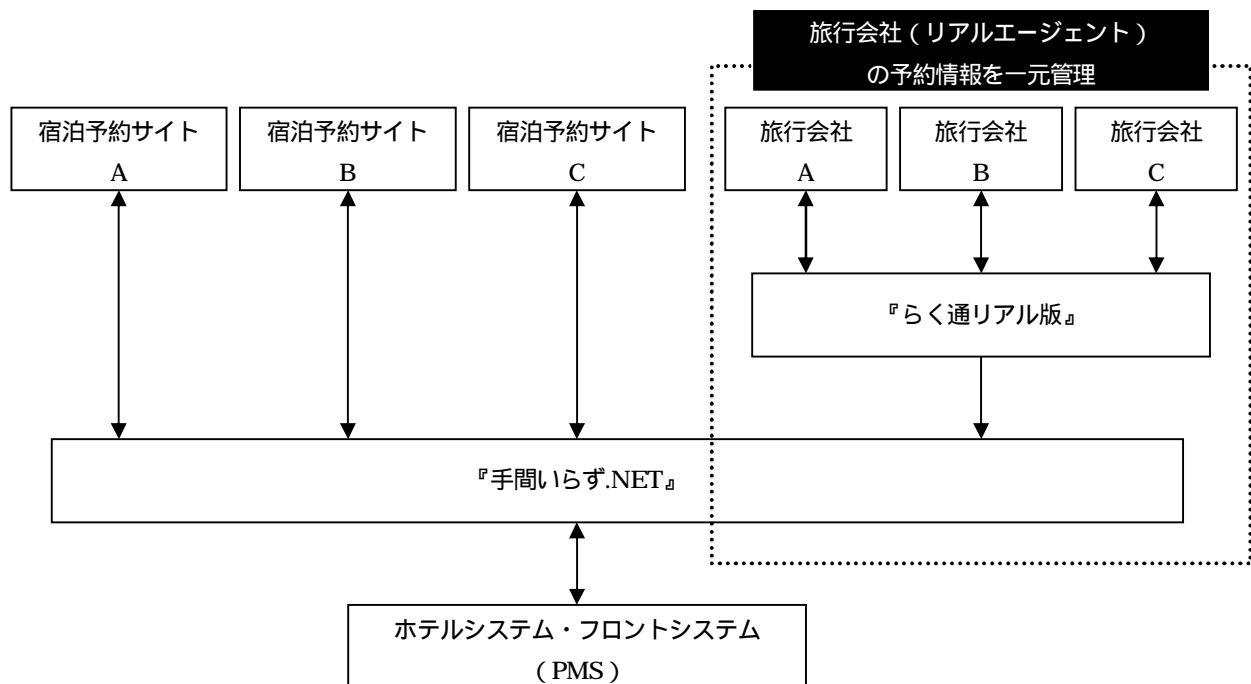 旅行会社（リアルエージェント）
の予約情報を一元管理
宿泊予約サイト
A
宿泊予約サイト
B
宿泊予約サイト
C
旅行会社
A
旅行会社
B
旅行会社
C
『らく通リアル版』
『手間いらず.NET』
ホテルシステム・フロントシステム
（PMS）